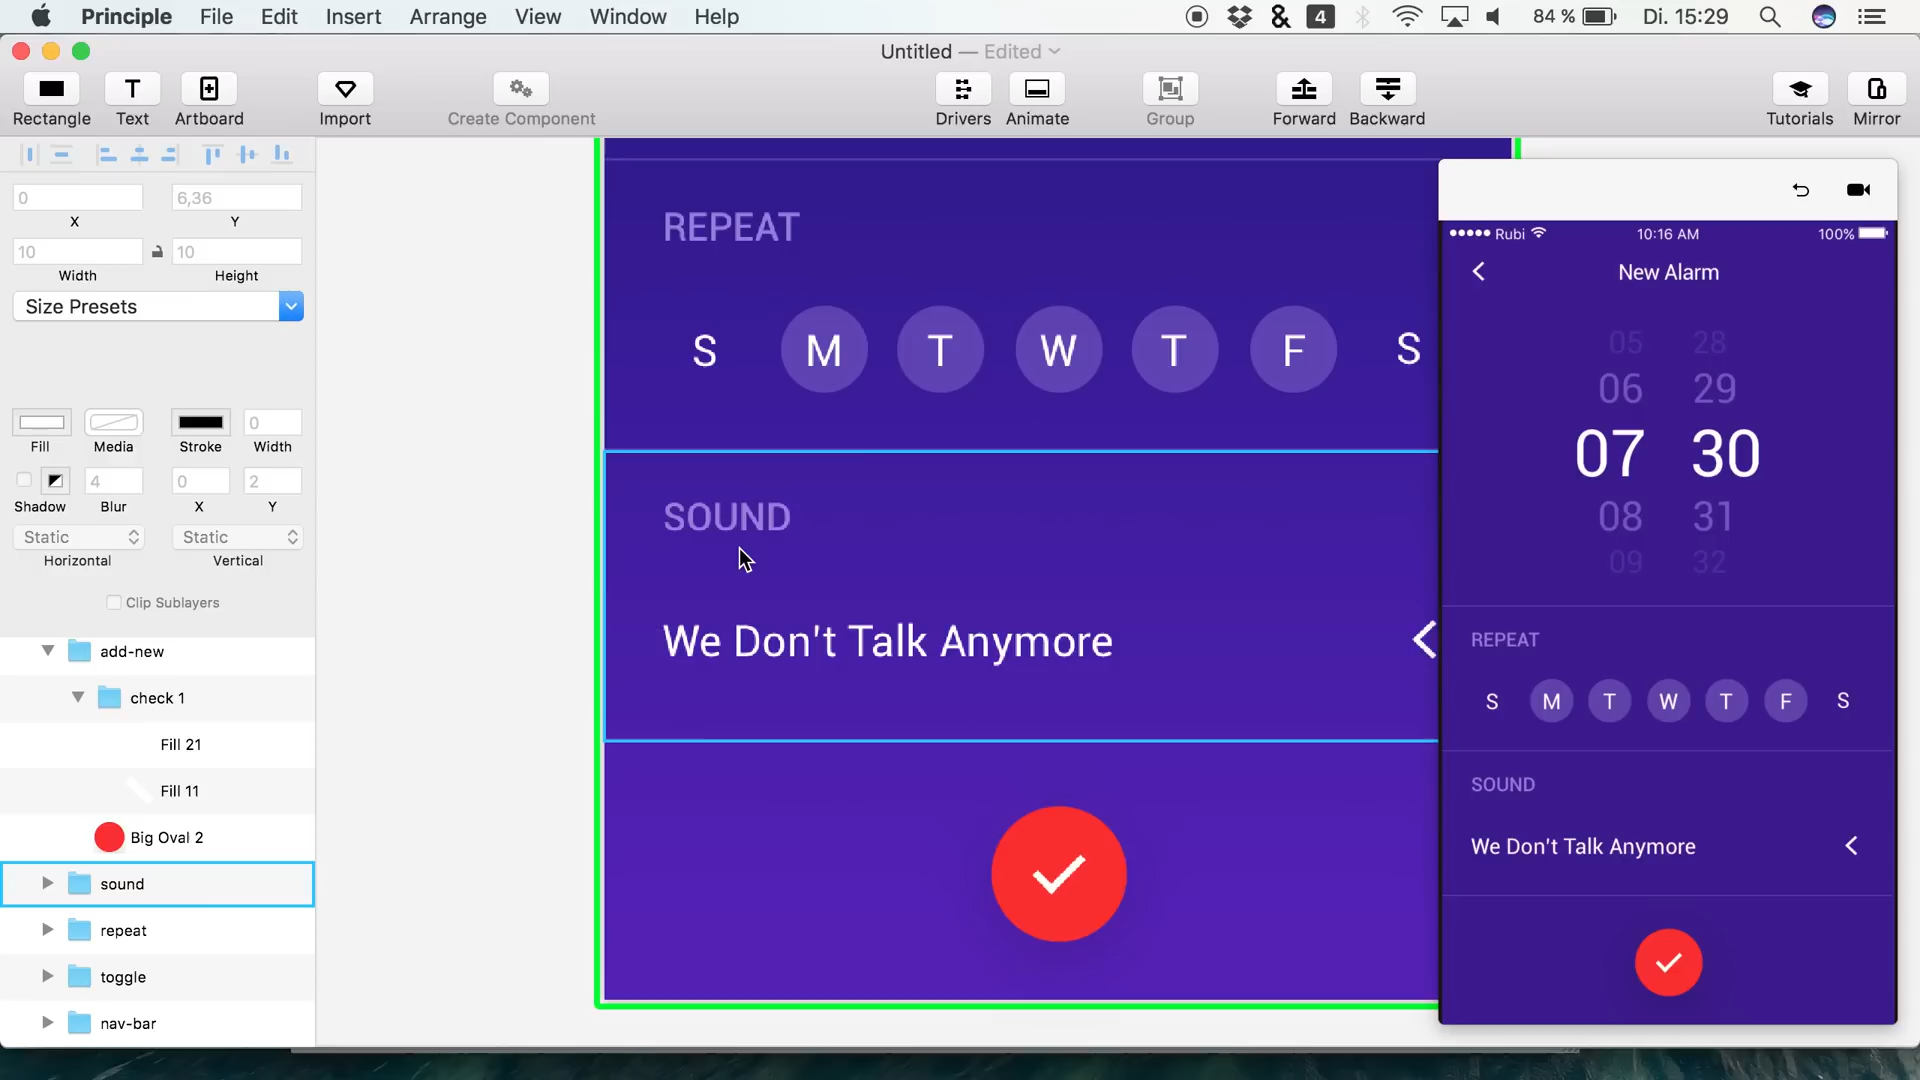 Principle File Edit Insert Arrange View Window Help 4 84 % Di. 15:29
Untitled — Edited
Rectangle Text Artboard Import Create Component Drivers Animate Group Forward Backward Tutorials Mirror
0 6,36
X Y
10 10
Width Height
Size Presets
0
Fill Media Stroke Width
4 0 2
Shadow Blur X Y
Static Static
Horizontal Vertical
Clip Sublayers
add-new
check 1
Fill 21
Fill 11
Big Oval 2
sound
repeat
toggle
nav-bar
REPEAT
S M T W T F S
SOUND
We Don't Talk Anymore
Rubi 10:16 AM 100%
New Alarm
05 28
06 29
07 30
08 31
09 32
REPEAT
S M T W T F S
SOUND
We Don't Talk Anymore